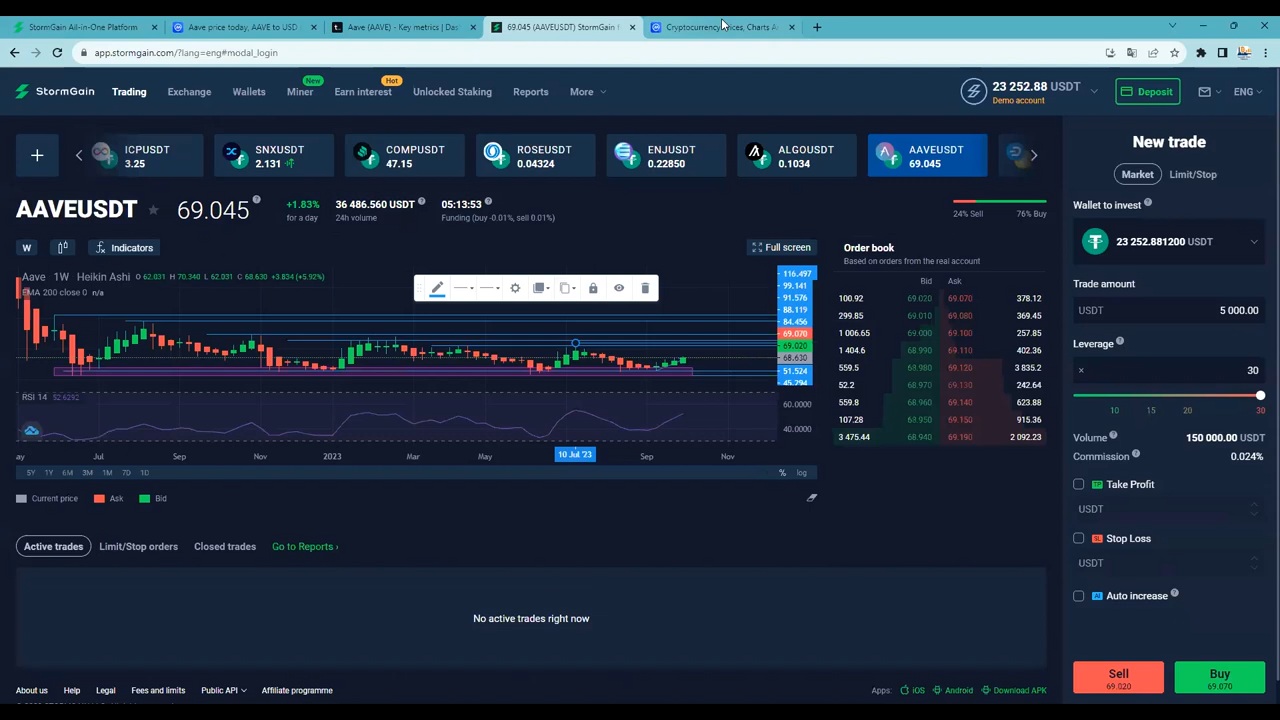 StormGain All-in-One Platform
Aave price today, AAVE to USD
Aave (AAVE) - Key metrics | Das
69.045 (AAVEUSDT) StormGain
Cryptocurrency Prices, Charts A
app.stormgain.com/?lang=eng#modal_login
StormGain
Trading
Exchange
Wallets
Miner
New
Earn interest
Hot
Unlocked Staking
Reports
More
23 252.88 USDT
Demo account
Deposit
ENG
ICPUSDT
3.25
SNXUSDT
2.131
COMPUSDT
47.15
ROSEUSDT
0.04324
ENJUSDT
0.22850
ALGOUSDT
0.1034
AAVEUSDT
69.045
AAVEUSDT
69.045
+1.83%
for a day
36 486.560 USDT
24h volume
05:13:53
Funding (buy -0.01%, sell 0.01%)
24% Sell
76% Buy
W
Indicators
Full screen
Aave 1W Heikin Ashi O 62.031 H 70.340 L 62.031 C 68.630 +3.834 (+5.92%)
EMA 200 close 0 n/a
116.497
99.141
91.576
88.119
84.456
69.070
69.020
68.630
51.524
45.294
RSI 14 52.6292
60.0000
40.0000
ay Jul Sep Nov 2023 Mar May 10 Jul '23 Sep Nov
5Y 1Y 6M 3M 1M 7D 1D
% log
Current price Ask Bid
Order book
Based on orders from the real account
Bid Ask
100.92 69.020 69.070 378.12
299.85 69.010 69.080 369.45
1 006.65 69.000 69.100 257.85
1 404.6 68.990 69.110 402.36
559.5 68.980 69.120 3 835.2
52.2 68.970 69.130 242.64
559.8 68.960 69.140 623.88
107.28 68.950 69.150 915.36
3 475.44 68.940 69.190 2 092.23
Active trades
Limit/Stop orders
Closed trades
Go to Reports ›
No active trades right now
New trade
Market
Limit/Stop
Wallet to invest
23 252.881200 USDT
Trade amount
USDT 5 000.00
Leverage
× 30
10 15 20 30
Volume 150 000.00 USDT
Commission 0.024%
TP Take Profit
USDT
SL Stop Loss
USDT
AI Auto increase
Sell
69.020
Buy
69.070
About us
Help
Legal
Fees and limits
Public API
Affiliate programme
Apps:
iOS
Android
Download APK